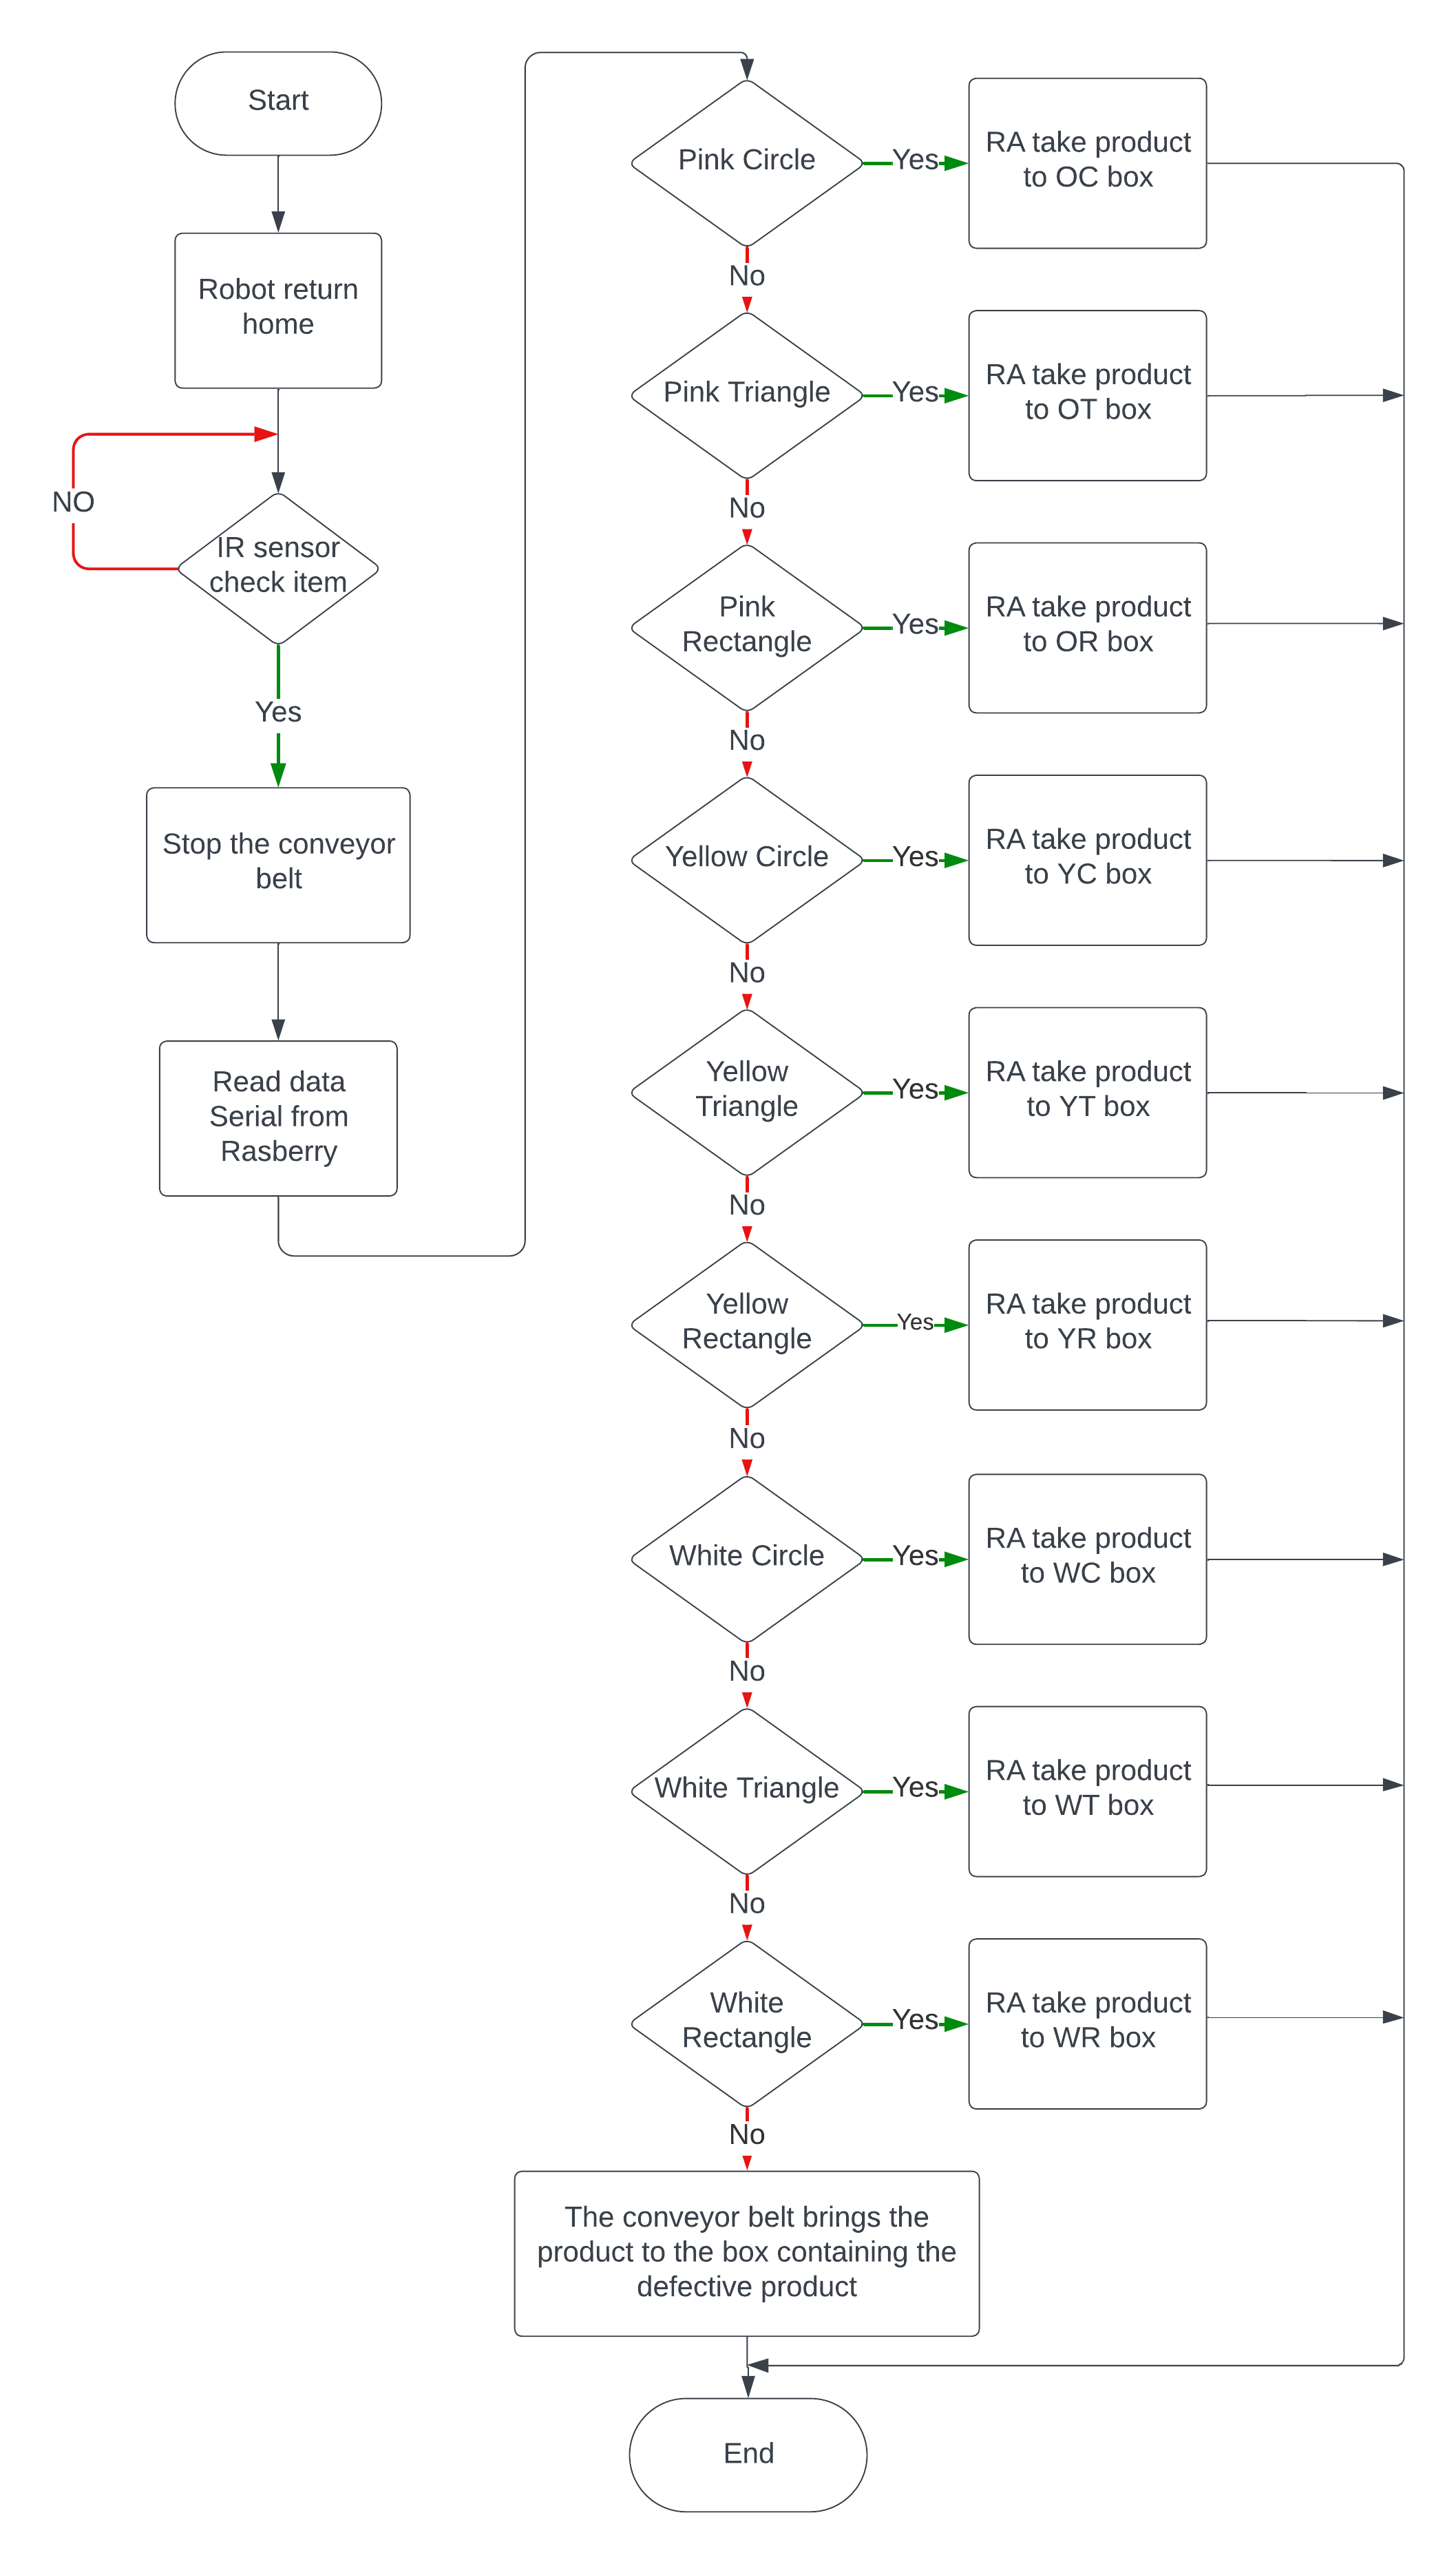 Start
Robot return
home
NO
IR sensor
check item
Yes
Stop the conveyor
belt
Read data
Serial from
Rasberry
Pink Circle
Yes
RA take product
to OC box
No
Pink Triangle
Yes
RA take product
to OT box
No
Pink
Rectangle
Yes
RA take product
to OR box
No
Yellow Circle
Yes
RA take product
to YC box
No
Yellow
Triangle
Yes
RA take product
to YT box
No
Yellow
Rectangle
Yes
RA take product
to YR box
No
White Circle
Yes
RA take product
to WC box
No
White Triangle
Yes
RA take product
to WT box
No
White
Rectangle
Yes
RA take product
to WR box
No
The conveyor belt brings the
product to the box containing the
defective product
End